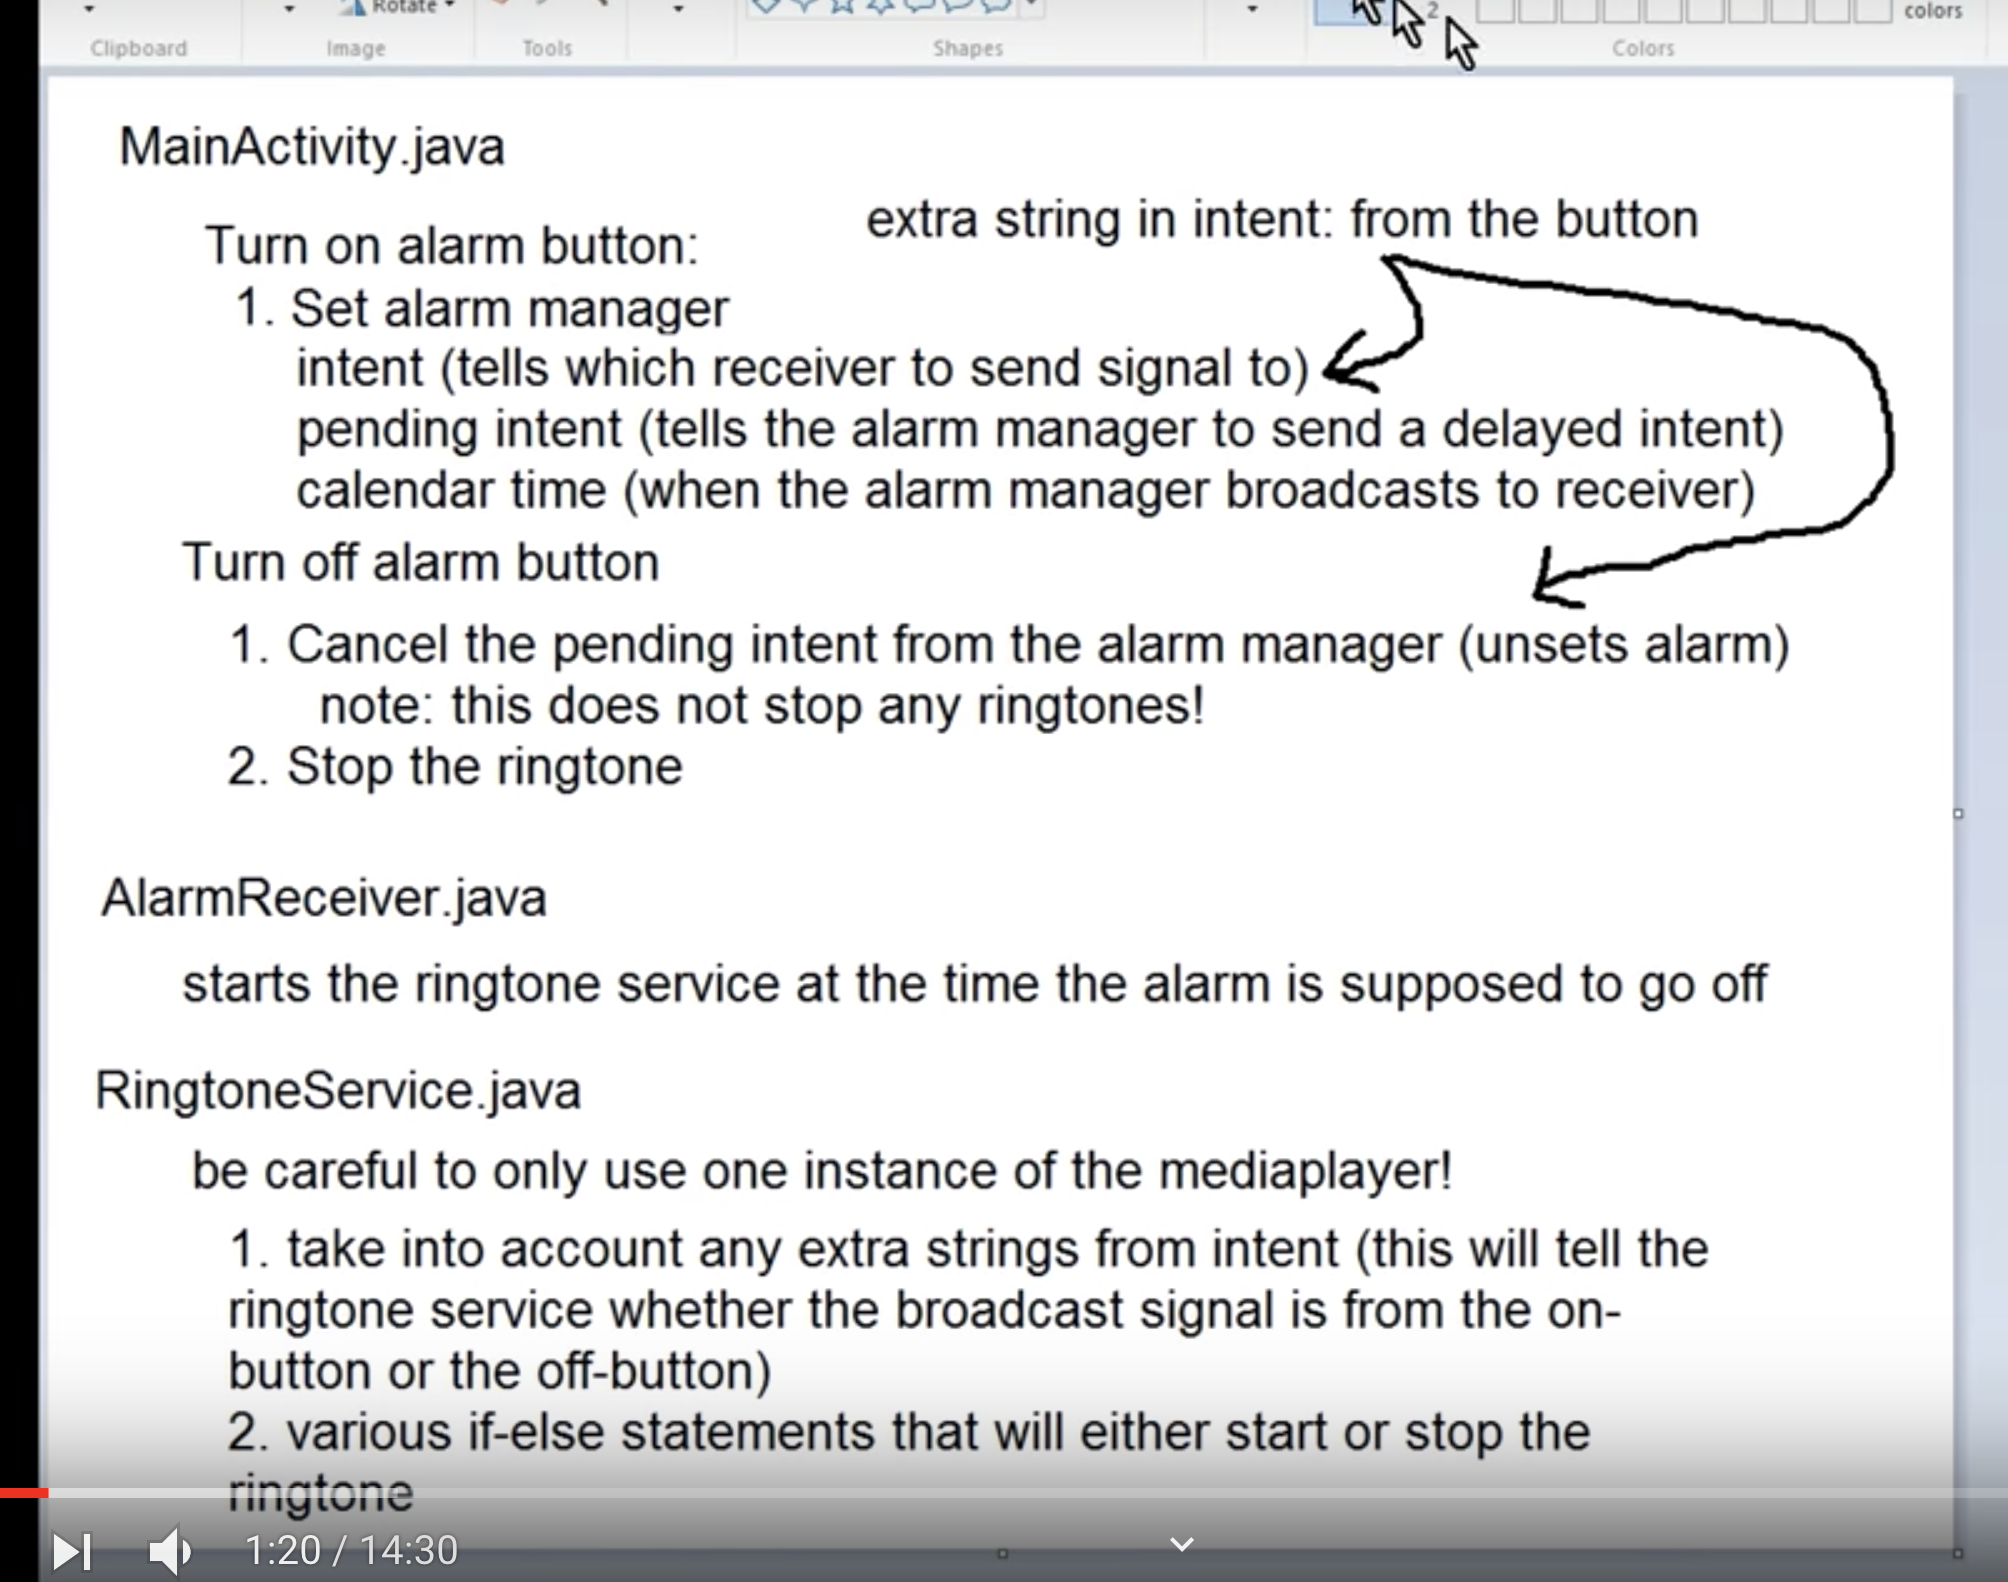 Rotate
2
colors
Clipboard
Image
Tools
Shapes
Colors
MainActivity.java
extra string in intent: from the button
Turn on alarm button:
1. Set alarm manager
intent (tells which receiver to send signal to)
pending intent (tells the alarm manager to send a delayed intent)
calendar time (when the alarm manager broadcasts to receiver)
Turn off alarm button
1. Cancel the pending intent from the alarm manager (unsets alarm)
note: this does not stop any ringtones!
2. Stop the ringtone
AlarmReceiver.java
starts the ringtone service at the time the alarm is supposed to go off
RingtoneService.java
be careful to only use one instance of the mediaplayer!
1. take into account any extra strings from intent (this will tell the
ringtone service whether the broadcast signal is from the on-
button or the off-button)
2. various if-else statements that will either start or stop the
ringtone
1:20 / 14:30